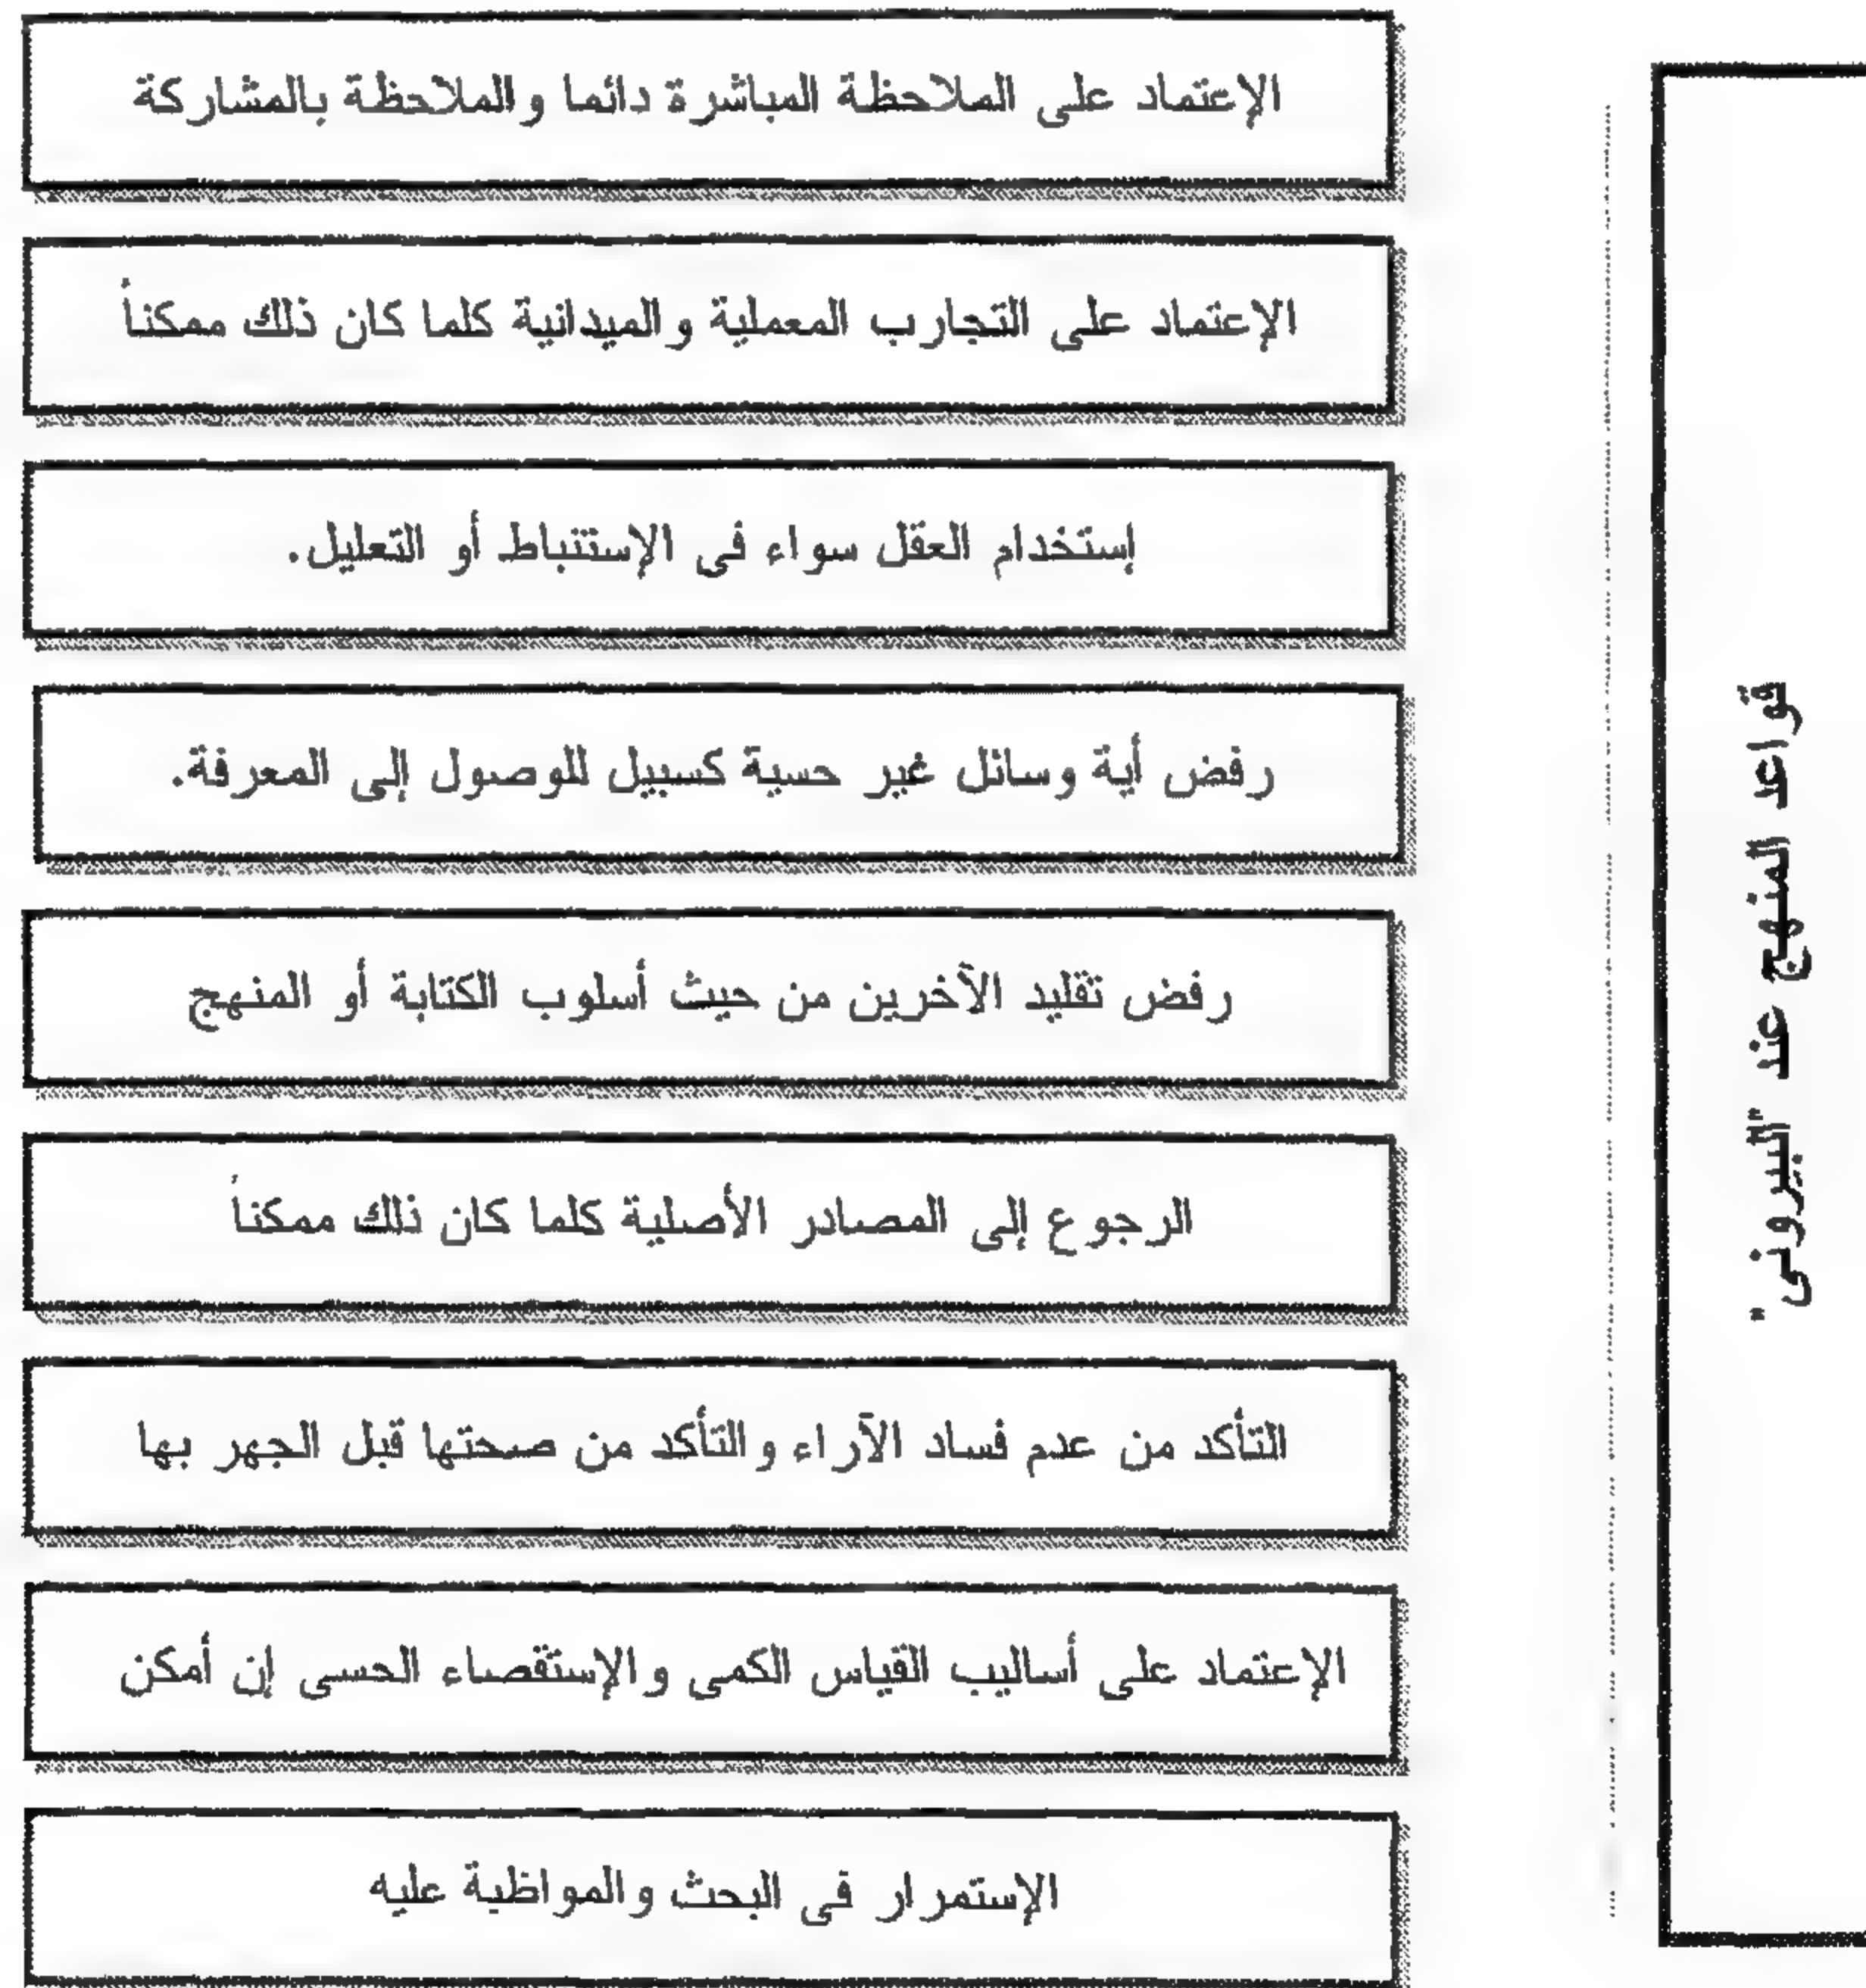 قواعد المنهج عند "البيرونى"
الإعتماد على الملاحظة المباشرة دائما والملاحظة بالمشاركة
الإعتماد على التجارب المعملية والميدانية كلما كان ذلك ممكناً
إستخدام العقل سواء فى الإستنباط أو التعليل.
رفض أية وسائل غير حسية كسبيل للوصول إلى المعرفة.
رفض تقليد الآخرين من حيث أسلوب الكتابة أو المنهج
الرجوع إلى المصادر الأصلية كلما كان ذلك ممكناً
التأكد من عدم فساد الآراء والتأكد من صحتها قبل الجهر بها
الإعتماد على أساليب القياس الكمى والإستقصاء الحسى إن أمكن
الإستمرار فى البحث والمواظبة عليه